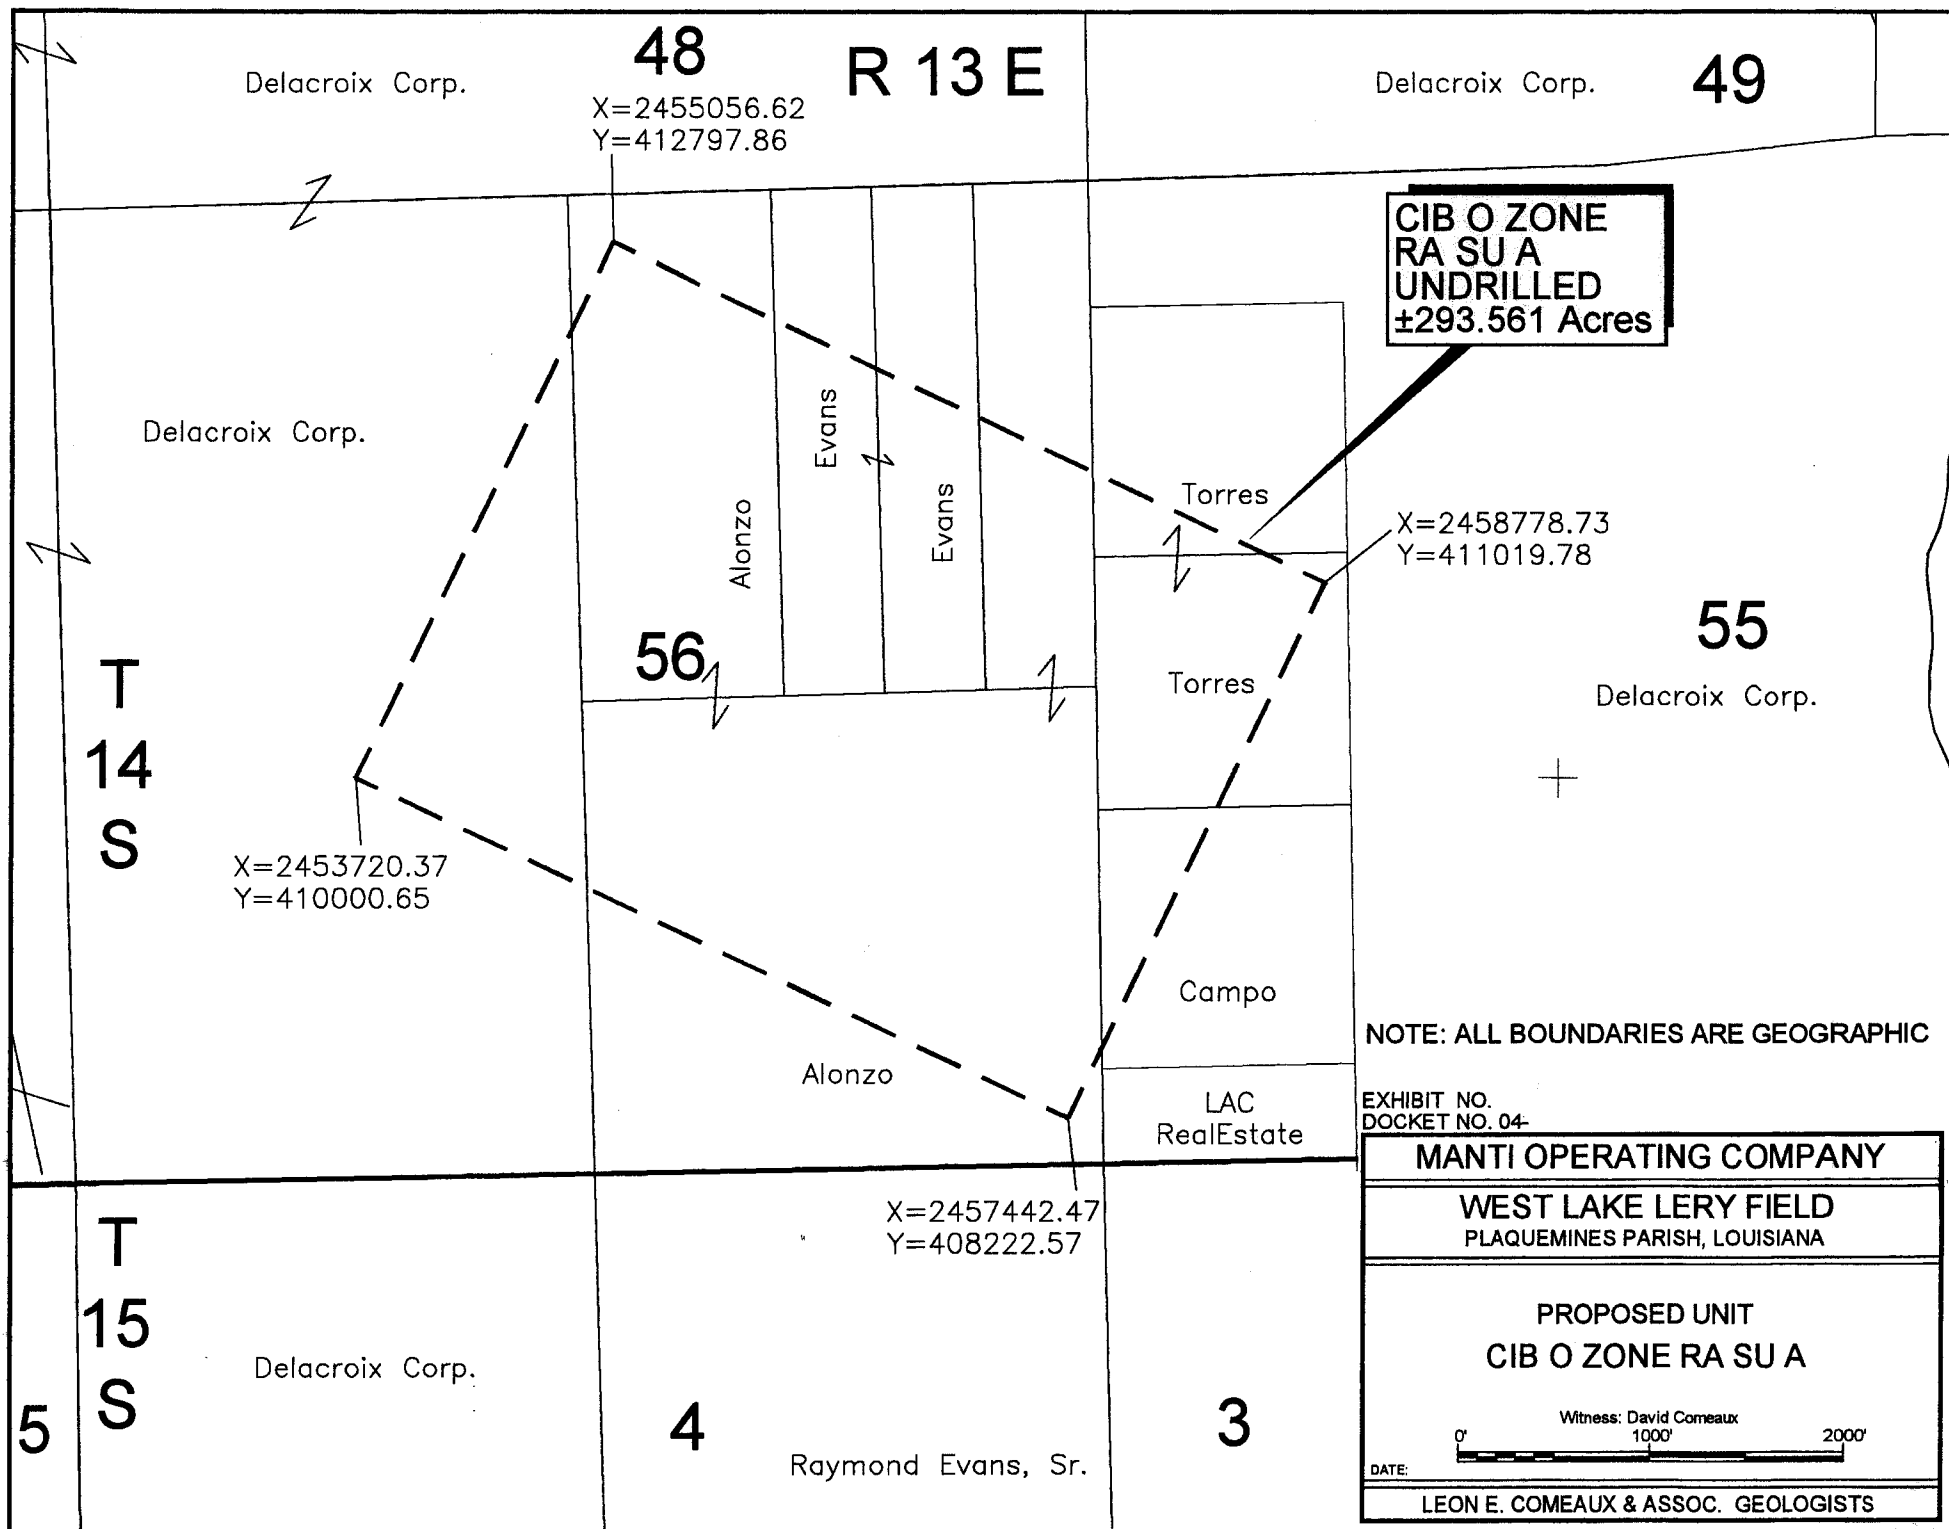 48
R 13 E
Delacroix Corp.
X=2455056.62
Y=412797.86
Delacroix Corp.
49
CIB O ZONE
RA SU A
UNDRILLED
±293.561 Acres
Delacroix Corp.
Evans
Alonzo
Evans
Torres
X=2458778.73
Y=411019.78
55
Delacroix Corp.
56
Torres
T
14
S
X=2453720.37
Y=410000.65
Campo
Alonzo
LAC
RealEstate
NOTE: ALL BOUNDARIES ARE GEOGRAPHIC
EXHIBIT NO.
DOCKET NO. 04-
X=2457442.47
Y=408222.57
T
15
S
Delacroix Corp.
5
4
3
Raymond Evans, Sr.
MANTI OPERATING COMPANY
WEST LAKE LERY FIELD
PLAQUEMINES PARISH, LOUISIANA
PROPOSED UNIT
CIB O ZONE RA SU A
Witness: David Comeaux
0' 1000' 2000'
DATE:
LEON E. COMEAUX & ASSOC. GEOLOGISTS